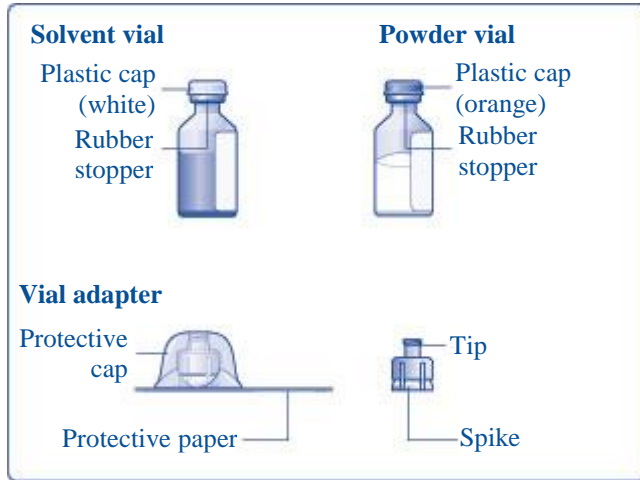 Solvent vial
Plastic cap
(white)
Rubber
stopper
Powder vial
Plastic cap
(orange)
Rubber
stopper
Vial adapter
Protective
cap
Protective paper
Tip
Spike